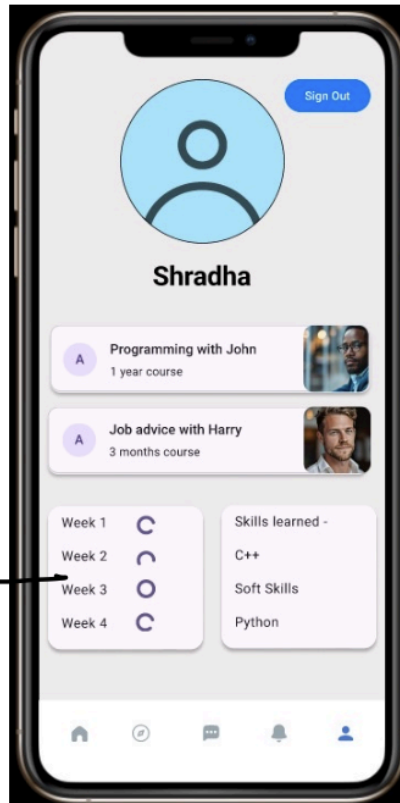 Sign Out
Shradha
A
Programming with John
1 year course
A
Job advice with Harry
3 months course
Week 1
Week 2
Week 3
Week 4
Skills learned -
C++
Soft Skills
Python